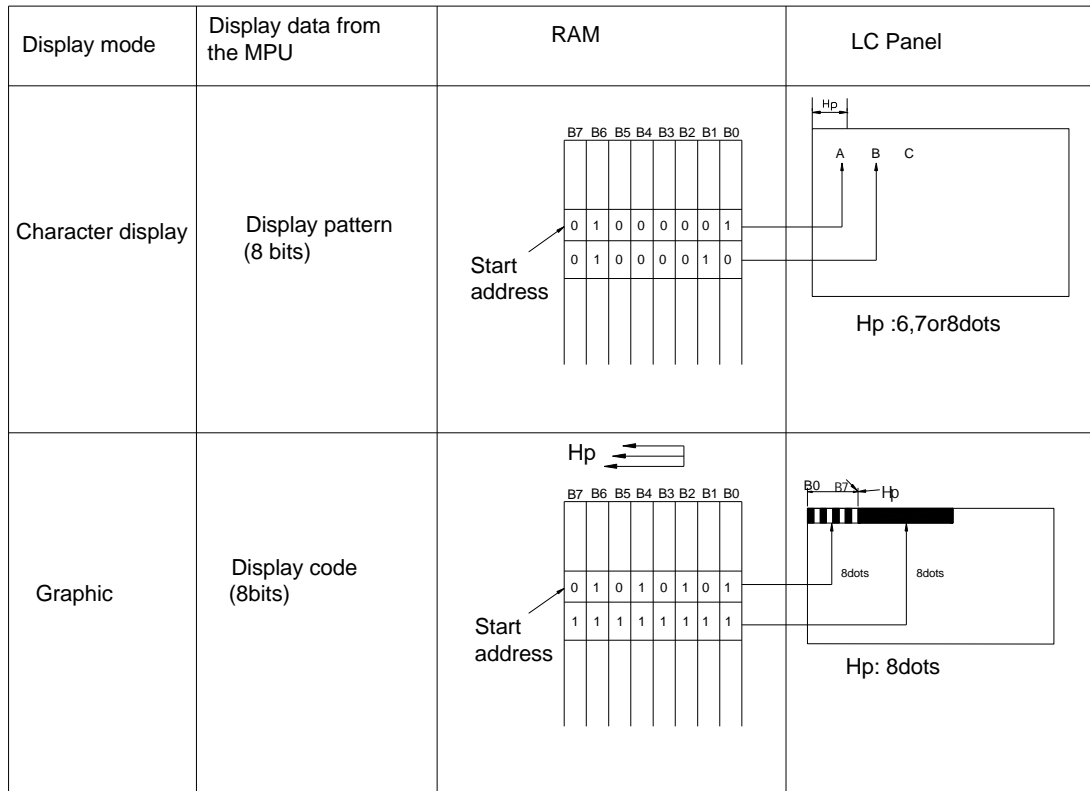 Display mode
Display data from
the MPU
RAM
LC Panel
Character display
Display pattern
(8 bits)
B7 B6 B5 B4 B3 B2 B1 B0
0 1 0 0 0 0 0 1
0 1 0 0 0 0 1 0
Start
address
Hp
A B C
Hp :6,7or8dots
Graphic
Display code
(8bits)
Hp
B7 B6 B5 B4 B3 B2 B1 B0
0 1 0 1 0 1 0 1
1 1 1 1 1 1 1 1
Start
address
B0 B7 Hp
8dots 8dots
Hp: 8dots